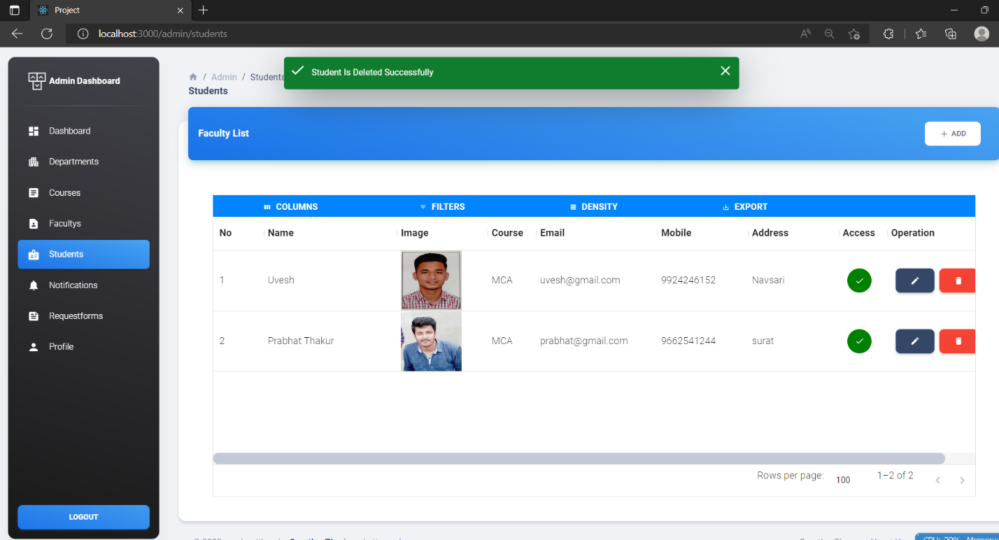 Project
localhost:3000/admin/students
Admin Dashboard
Dashboard
Departments
Courses
Facultys
Students
Notifications
Requestforms
Profile
LOGOUT
/ Admin / Students
Students
Student Is Deleted Successfully
Faculty List
+ ADD
COLUMNS FILTERS DENSITY EXPORT
No Name Image Course Email Mobile Address Access Operation
1 Uvesh MCA uvesh@gmail.com 9924246152 Navsari
2 Prabhat Thakur MCA prabhat@gmail.com 9662541244 surat
Rows per page: 100 1–2 of 2